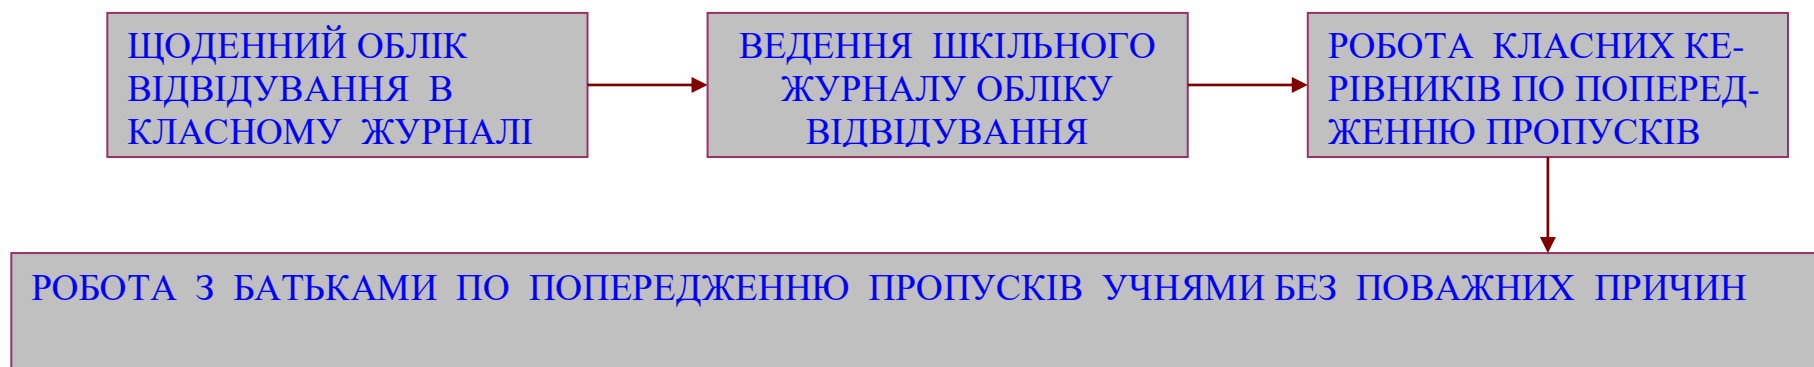 ЩОДЕННИЙ ОБЛІК
ВІДВІДУВАННЯ В
КЛАСНОМУ ЖУРНАЛІ
ВЕДЕННЯ ШКІЛЬНОГО
ЖУРНАЛУ ОБЛІКУ
ВІДВІДУВАННЯ
РОБОТА КЛАСНИХ КЕ-
РІВНИКІВ ПО ПОПЕРЕД-
ЖЕННЮ ПРОПУСКІВ
РОБОТА З БАТЬКАМИ ПО ПОПЕРЕДЖЕННЮ ПРОПУСКІВ УЧНЯМИ БЕЗ ПОВАЖНИХ ПРИЧИН